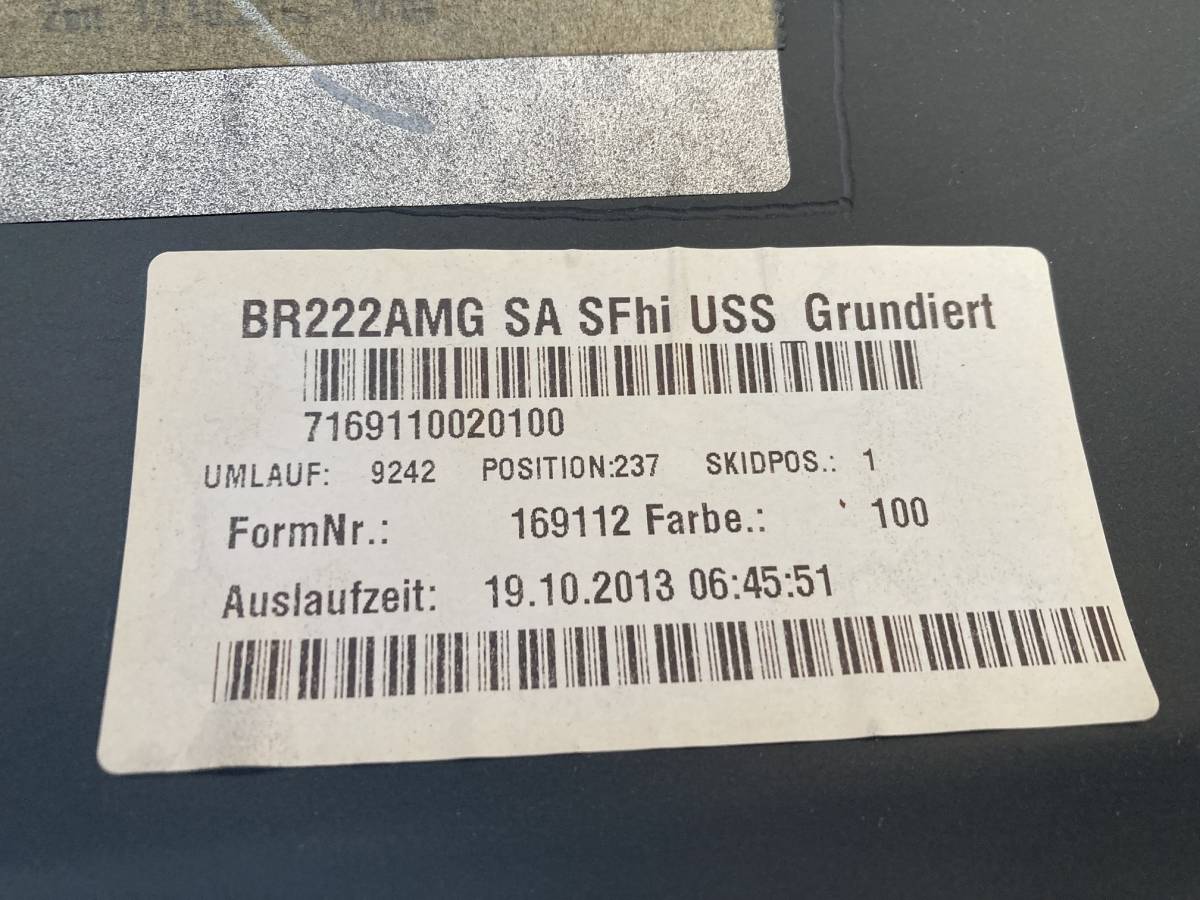 BR222AMG SA SFhi USS Grundiert
7169110020100
UMLAUF: 9242 POSITION:237 SKIDPOS.: 1
FormNr.: 169112 Farbe.: 100
Auslaufzeit: 19.10.2013 06:45:51